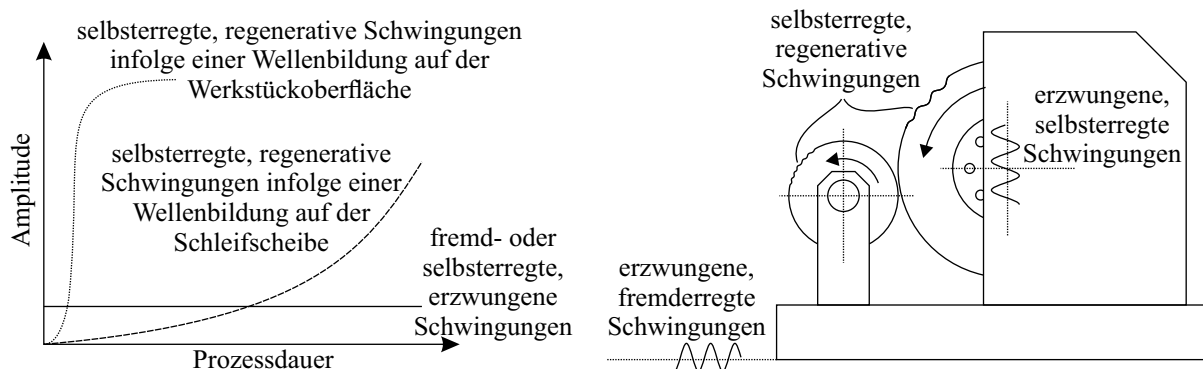 selbsterregte, regenerative Schwingungen
infolge einer Wellenbildung auf der
Werkstückoberfläche
selbsterregte, regenerative
Schwingungen infolge einer
Wellenbildung auf der
Schleifscheibe
fremd- oder
selbsterregte,
erzwungene
Schwingungen
Amplitude
Prozessdauer
selbsterregte,
regenerative
Schwingungen
erzwungene,
selbsterregte
Schwingungen
erzwungene,
fremderregte
Schwingungen